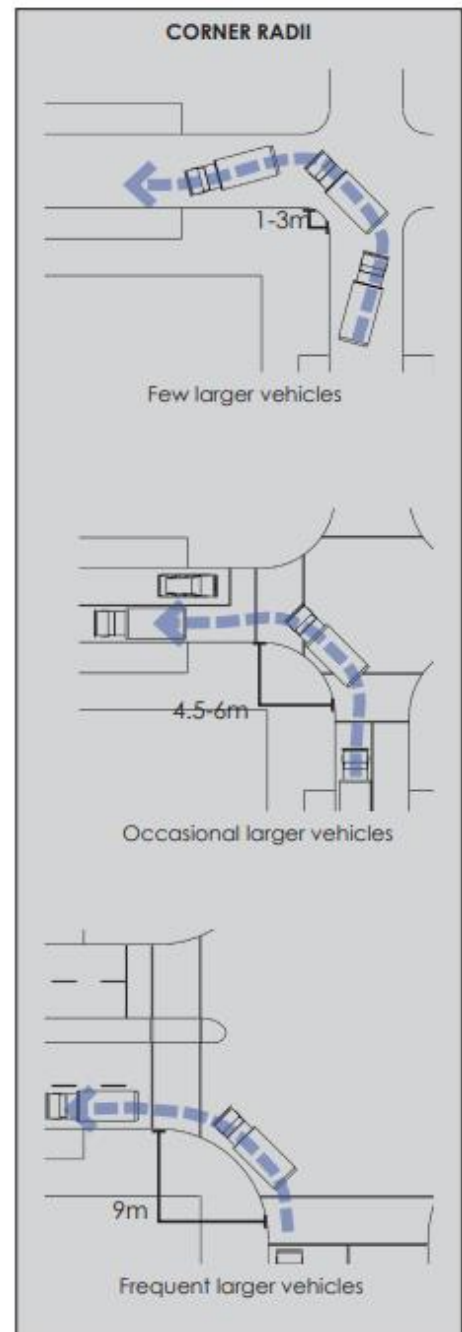 CORNER RADII
1-3m
Few larger vehicles
4.5-6m
Occasional larger vehicles
9m
Frequent larger vehicles